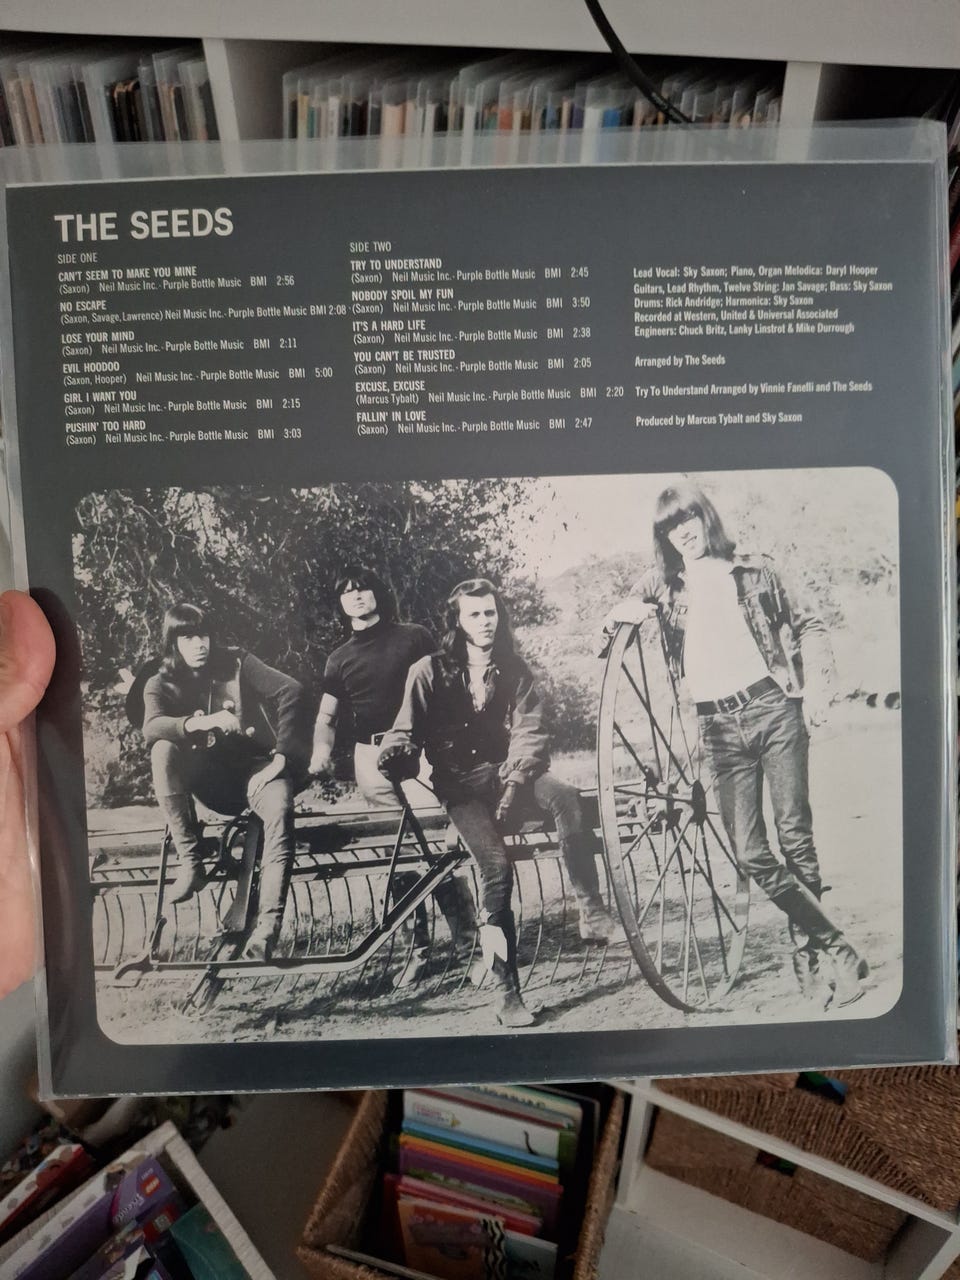 THE SEEDS
SIDE ONE
CAN'T SEEM TO MAKE YOU MINE
(Saxon) Neil Music Inc.-Purple Bottle Music BMI 2:56
NO ESCAPE
(Saxon, Savage, Lawrence) Neil Music Inc.-Purple Bottle Music BMI 2:08
LOSE YOUR MIND
(Saxon) Neil Music Inc.-Purple Bottle Music BMI 2:11
EVIL HOODOO
(Saxon, Hooper) Neil Music Inc.-Purple Bottle Music BMI 5:00
GIRL I WANT YOU
(Saxon) Neil Music Inc.-Purple Bottle Music BMI 2:15
PUSHIN' TOO HARD
(Saxon) Neil Music Inc.-Purple Bottle Music BMI 3:03
SIDE TWO
TRY TO UNDERSTAND
(Saxon) Neil Music Inc.-Purple Bottle Music BMI 2:45
NOBODY SPOIL MY FUN
(Saxon) Neil Music Inc.-Purple Bottle Music BMI 3:50
IT'S A HARD LIFE
(Saxon) Neil Music Inc.-Purple Bottle Music BMI 2:38
YOU CAN'T BE TRUSTED
(Saxon) Neil Music Inc.-Purple Bottle Music BMI 2:05
EXCUSE, EXCUSE
(Marcus Tybalt) Neil Music Inc.-Purple Bottle Music BMI 2:20
FALLIN' IN LOVE
(Saxon) Neil Music Inc.-Purple Bottle Music BMI 2:47
Lead Vocal: Sky Saxon; Piano, Organ Melodica: Daryl Hooper
Guitars, Lead Rhythm, Twelve String: Jan Savage; Bass: Sky Saxon
Drums: Rick Andridge; Harmonica: Sky Saxon
Recorded at Western, United & Universal Associated
Engineers: Chuck Britz, Lanky Linstrot & Mike Durrough
Arranged by The Seeds
Try To Understand Arranged by Vinnie Fanelli and The Seeds
Produced by Marcus Tybalt and Sky Saxon
LEGO